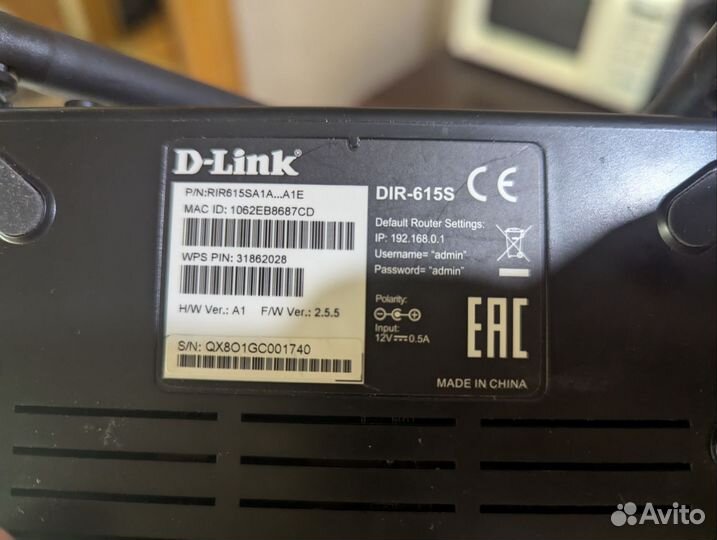 D-Link®
P/N:RIR615SA1A...A1E
MAC ID: 1062EB8687CD
WPS PIN: 31862028
H/W Ver.: A1 F/W Ver.: 2.5.5
S/N: QX8O1GC001740
DIR-615S CE
Default Router Settings:
IP: 192.168.0.1
Username= "admin"
Password= "admin"
Polarity:
Input:
12V 0.5A
EAC
MADE IN CHINA
Avito